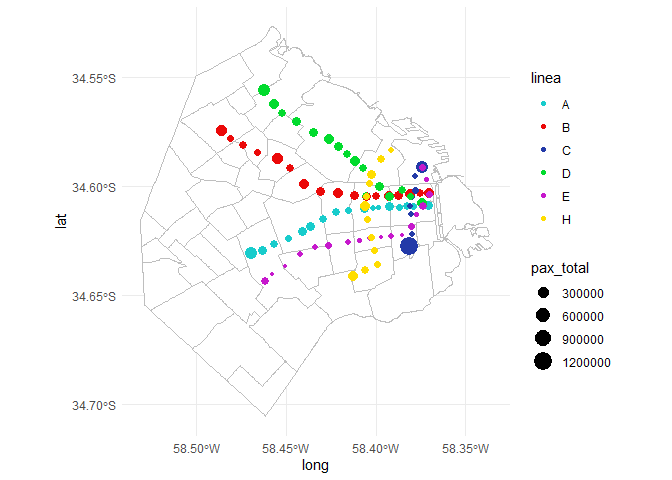 34.55°S
34.60°S
34.65°S
34.70°S
lat
58.50°W
58.45°W
58.40°W
58.35°W
long
linea
A
B
C
D
E
H
pax_total
300000
600000
900000
1200000